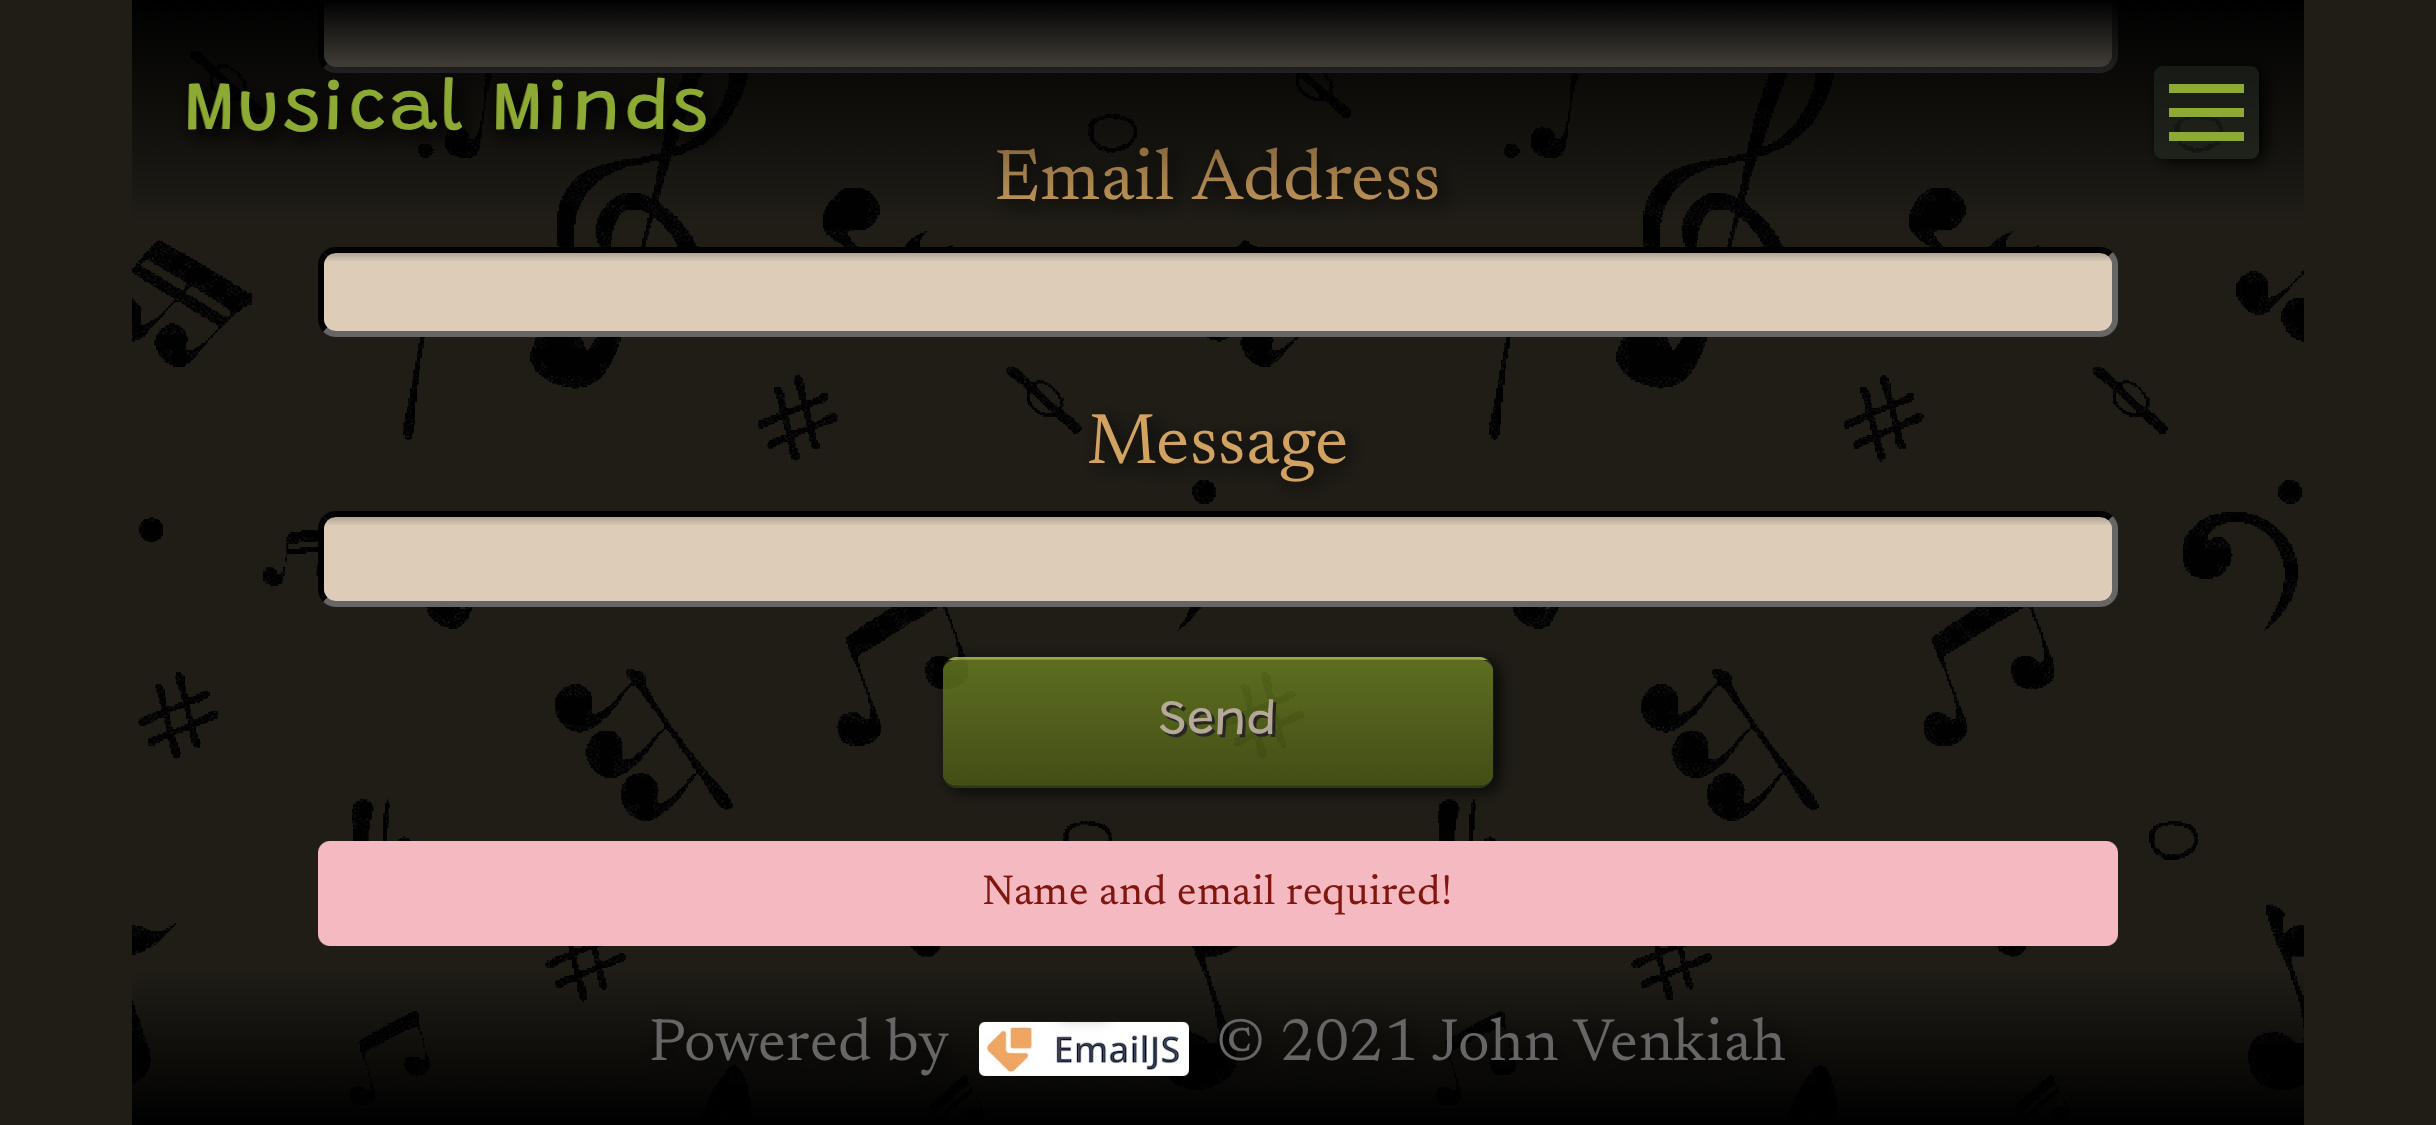 Musical Minds
Email Address
Message
Send
Name and email required!
Powered by EmailJS © 2021 John Venkiah